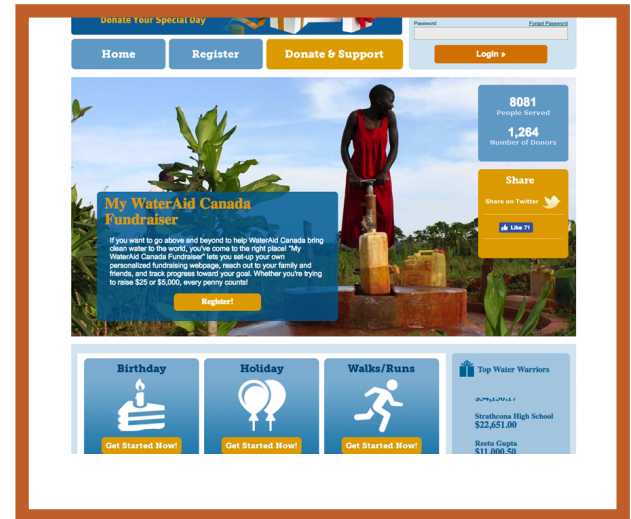 Donate Your Special Day
Password Forgot Password
Home Register Donate & Support
Login »
8081
People Served
1,264
Number of Donors
Share
Share on Twitter
Like 71
My WaterAid Canada
Fundraiser
If you want to go above and beyond to help WaterAid Canada bring
clean water to the world, you've come to the right place! "My
WaterAid Canada Fundraiser" lets you set-up your own
personalized fundraising webpage, reach out to your family and
friends, and track progress toward your goal. Whether you're trying
to raise $25 or $5,000, every penny counts!
Register!
Birthday Holiday Walks/Runs
Get Started Now! Get Started Now! Get Started Now!
Top Water Warriors
Strathcona High School
$22,651.00
Reetu Gupta
$11,000.50